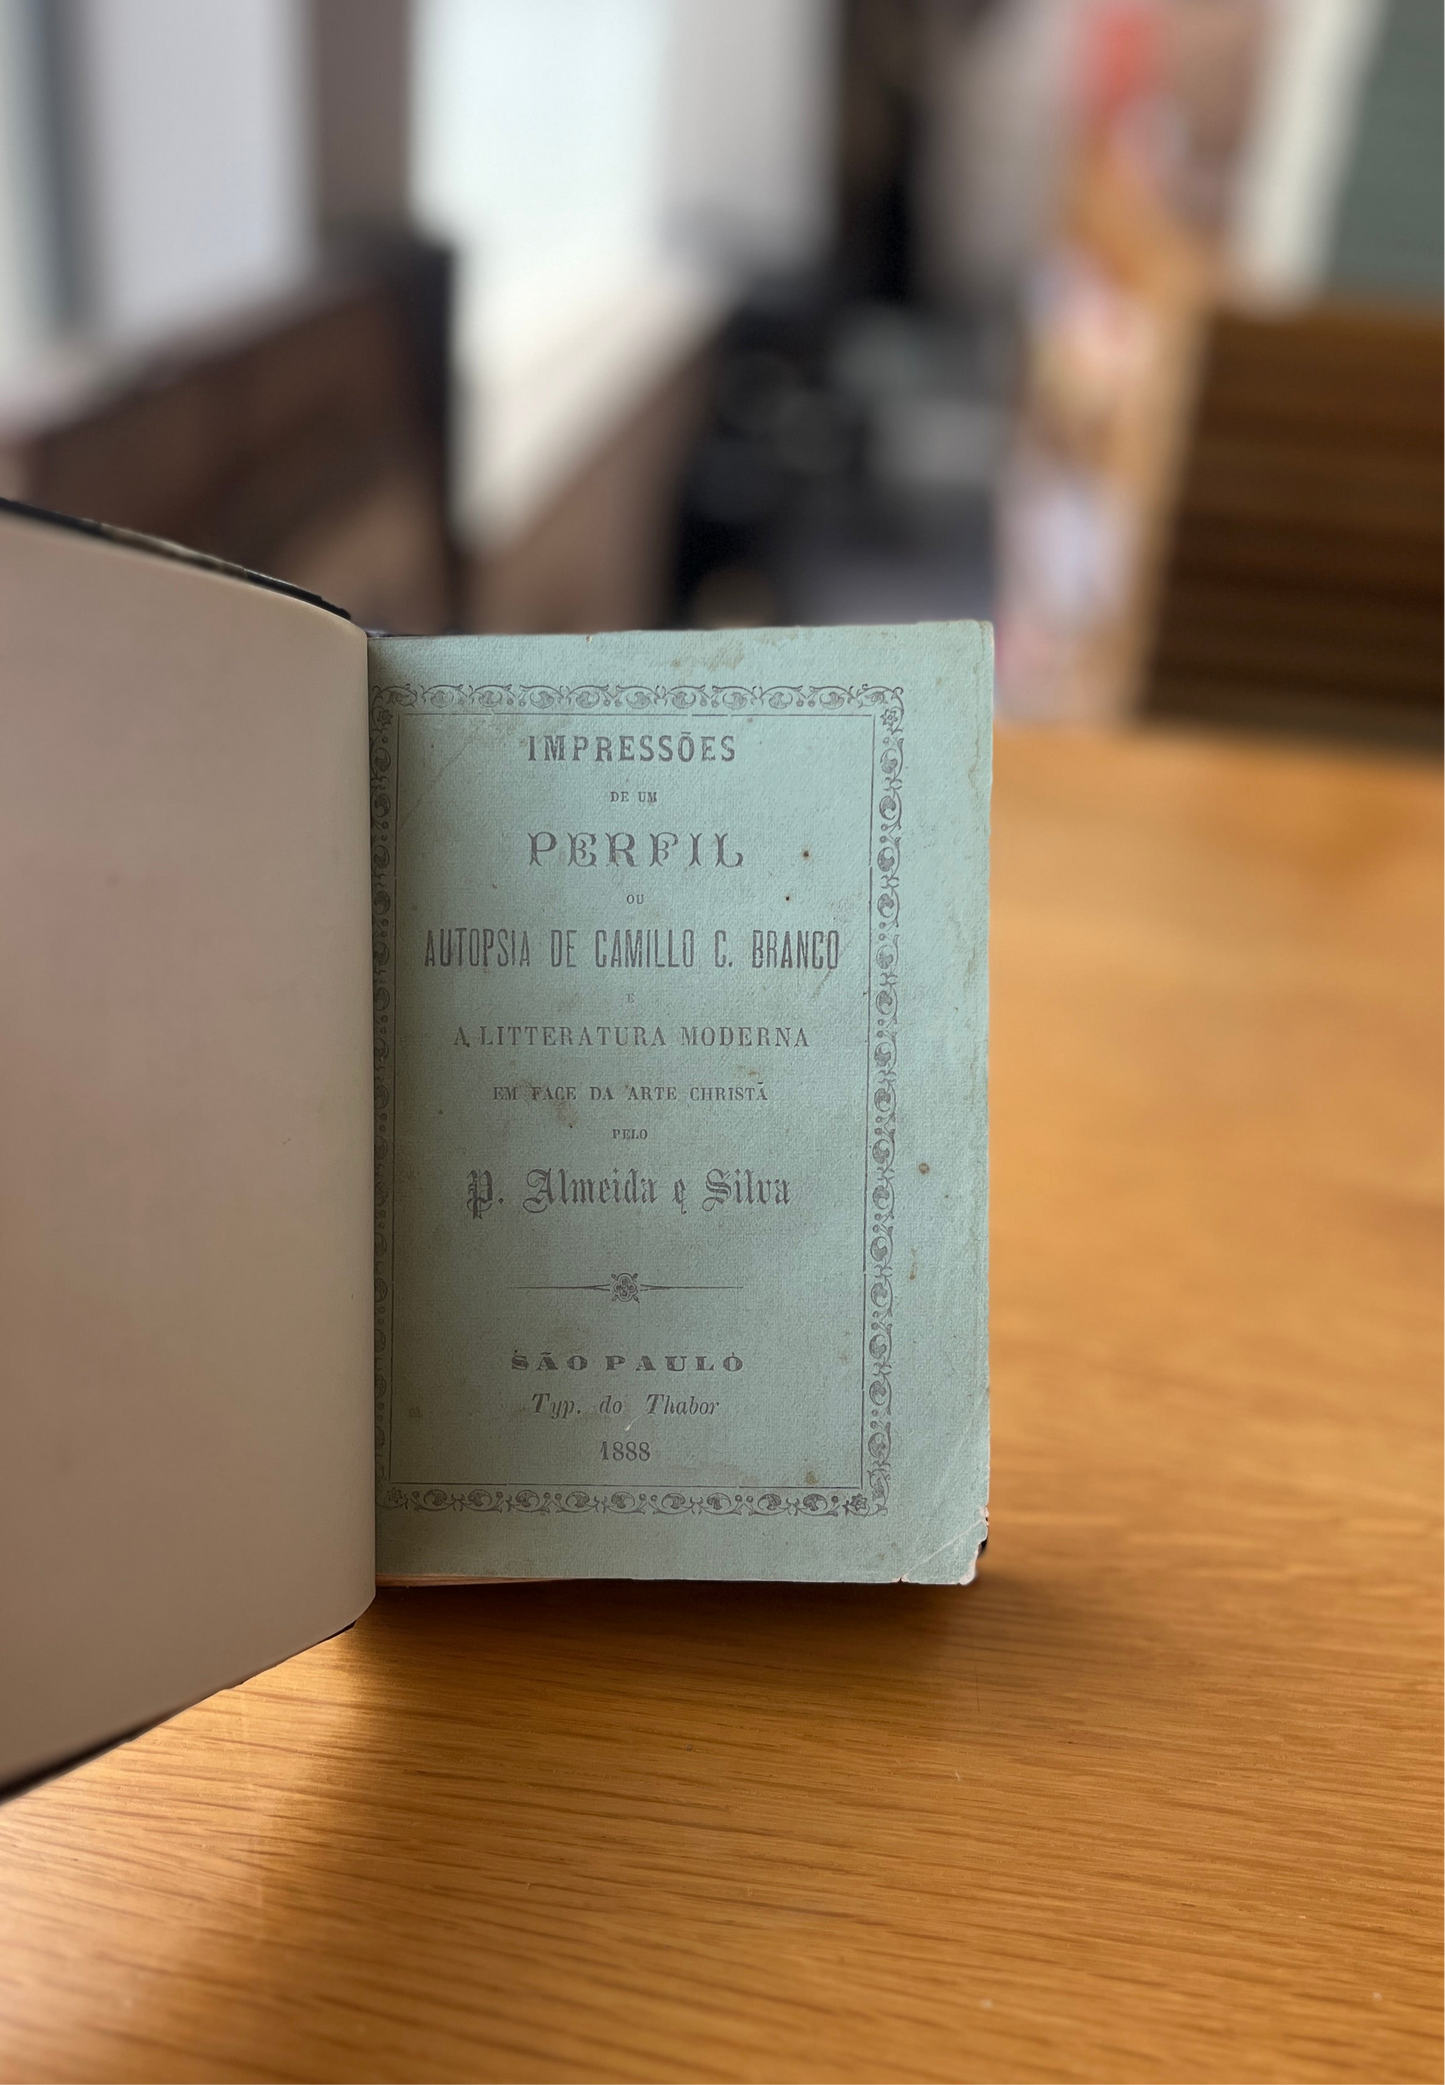 IMPRESSÕES
DE UM
PERFIL
OU
AUTOPSIA DE CAMILLO C. BRANCO
E
A LITTERATURA MODERNA
EM FACE DA ARTE CHRISTÃ
PELO
P. Almeida e Silva
SÃO PAULO
Typ. do Thabor
1888